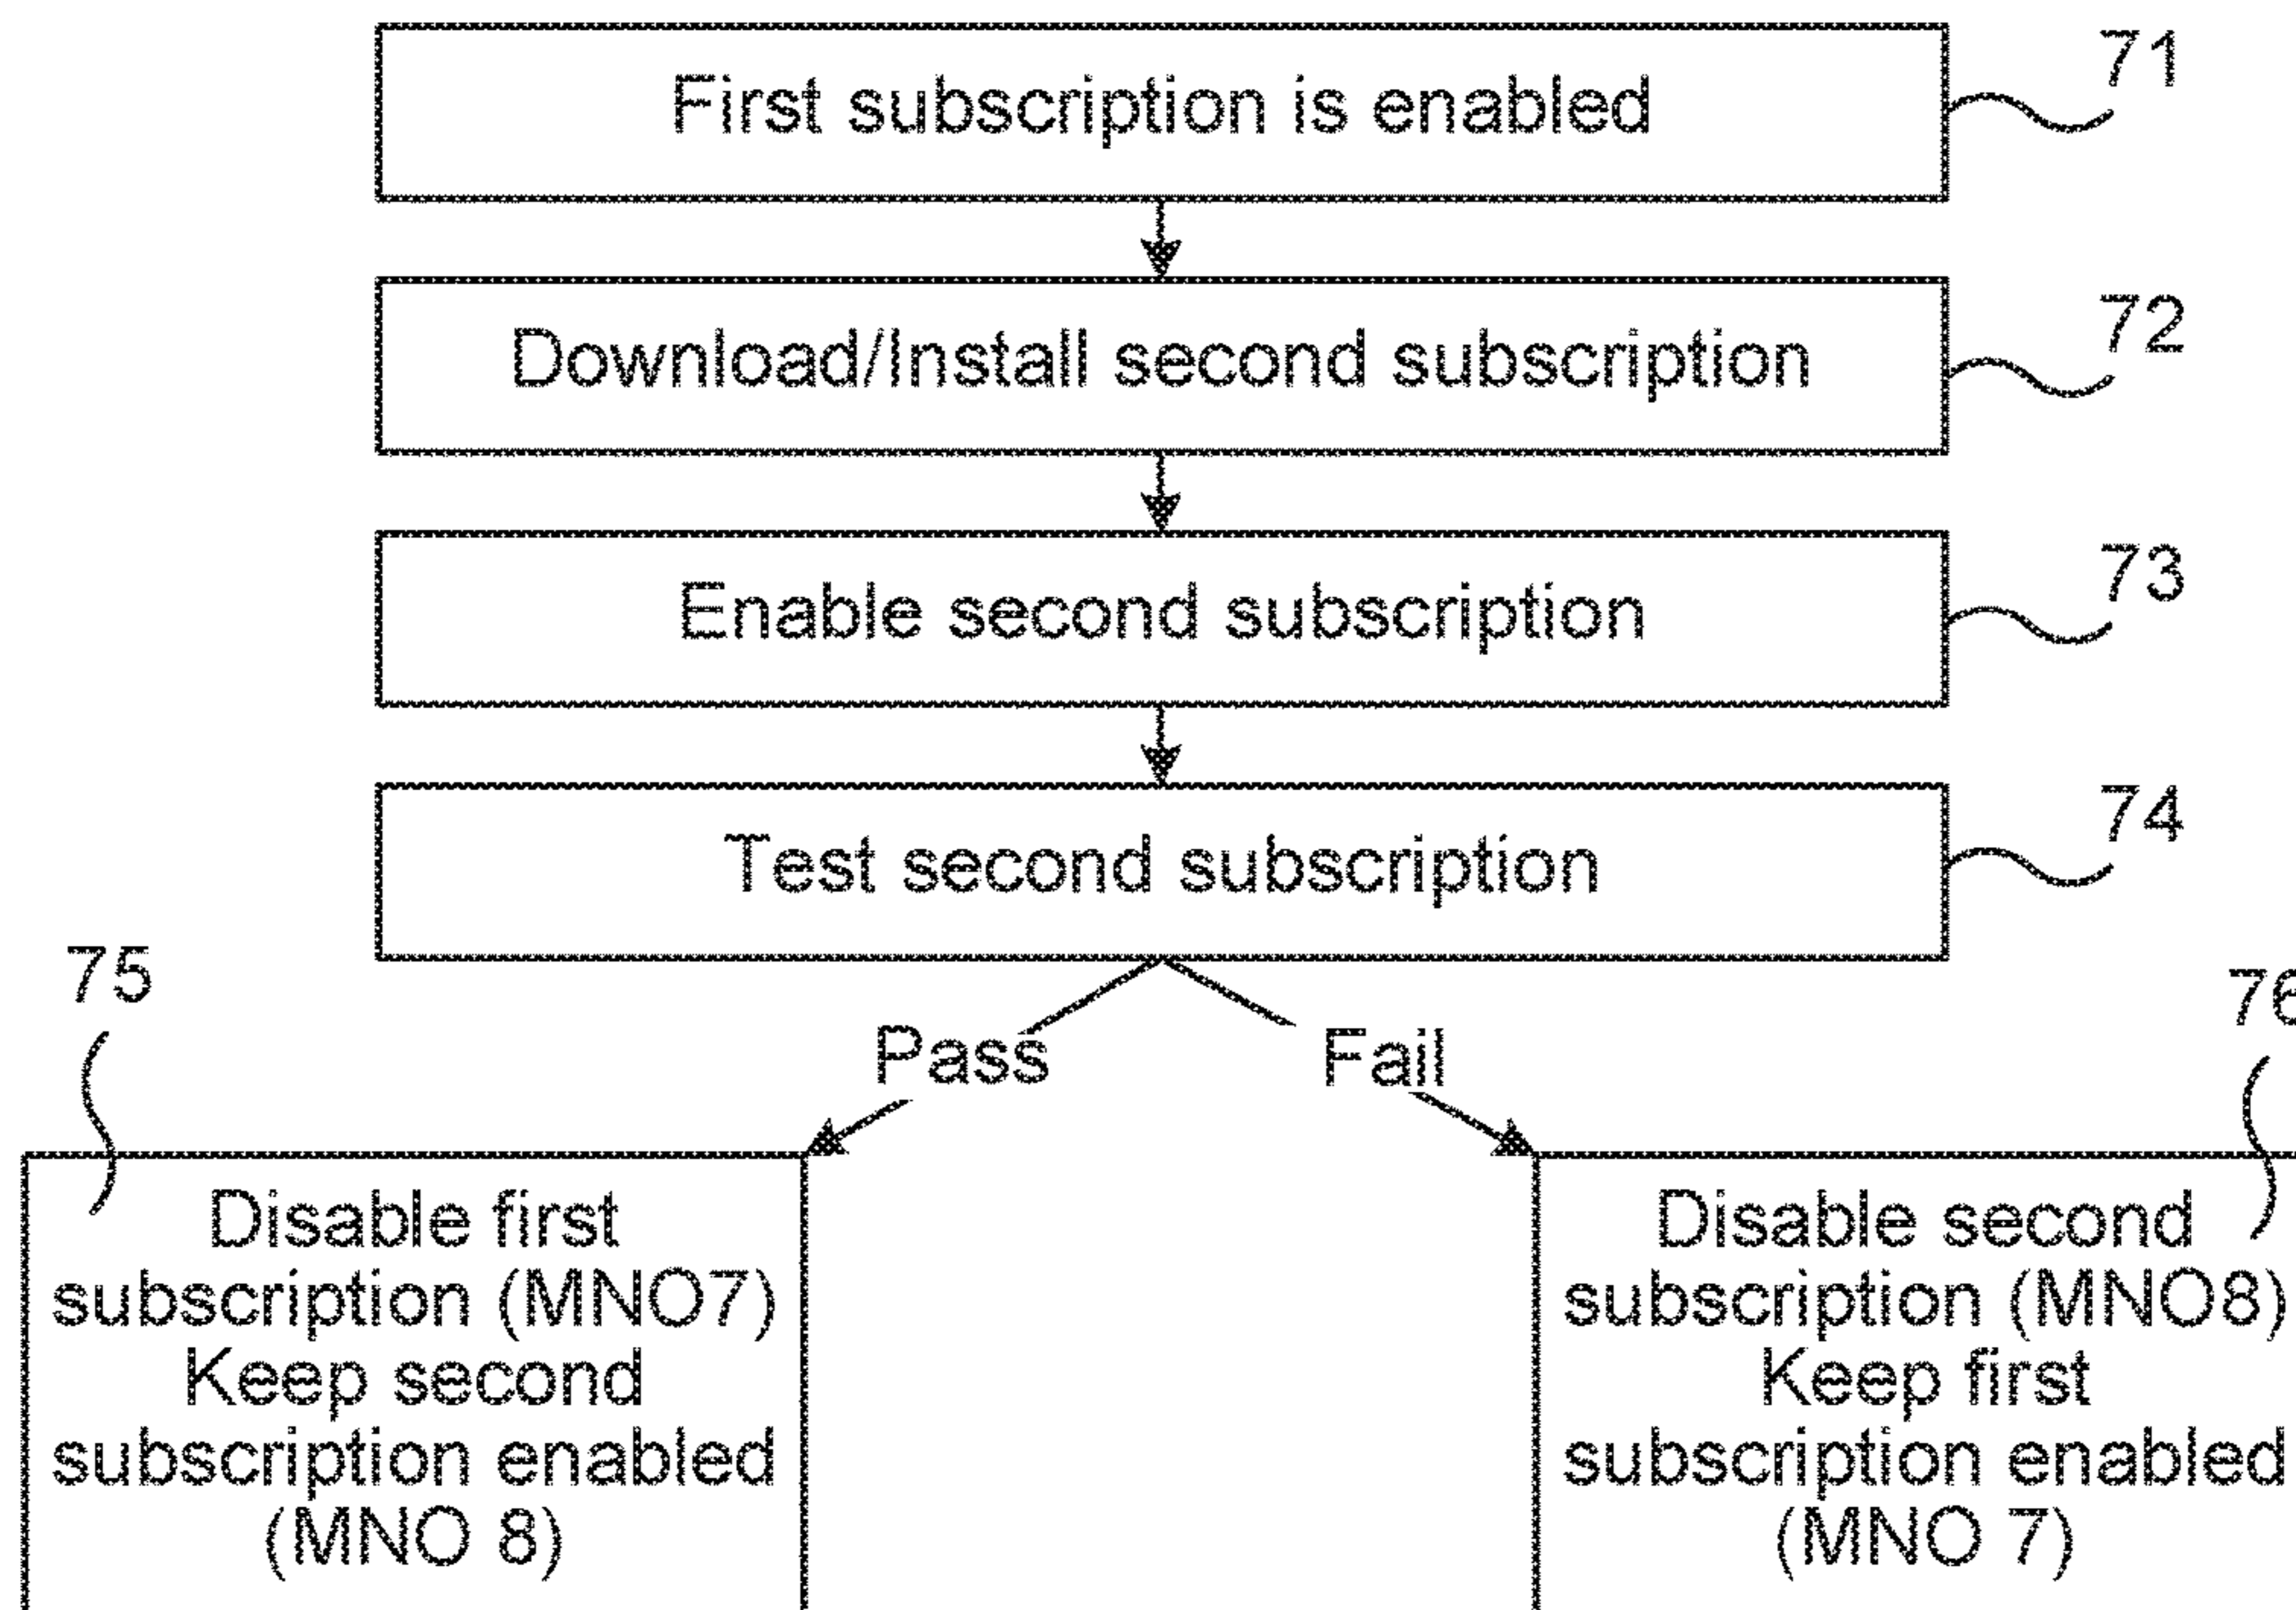 First subscription is enabled
71
Download/Install second subscription
72
Enable second subscription
73
Test second subscription
74
75
76
Pass
Fail
Disable first
subscription (MNO7)
Keep second
subscription enabled
(MNO 8)
Disable second
subscription (MNO8)
Keep first
subscription enabled
(MNO 7)